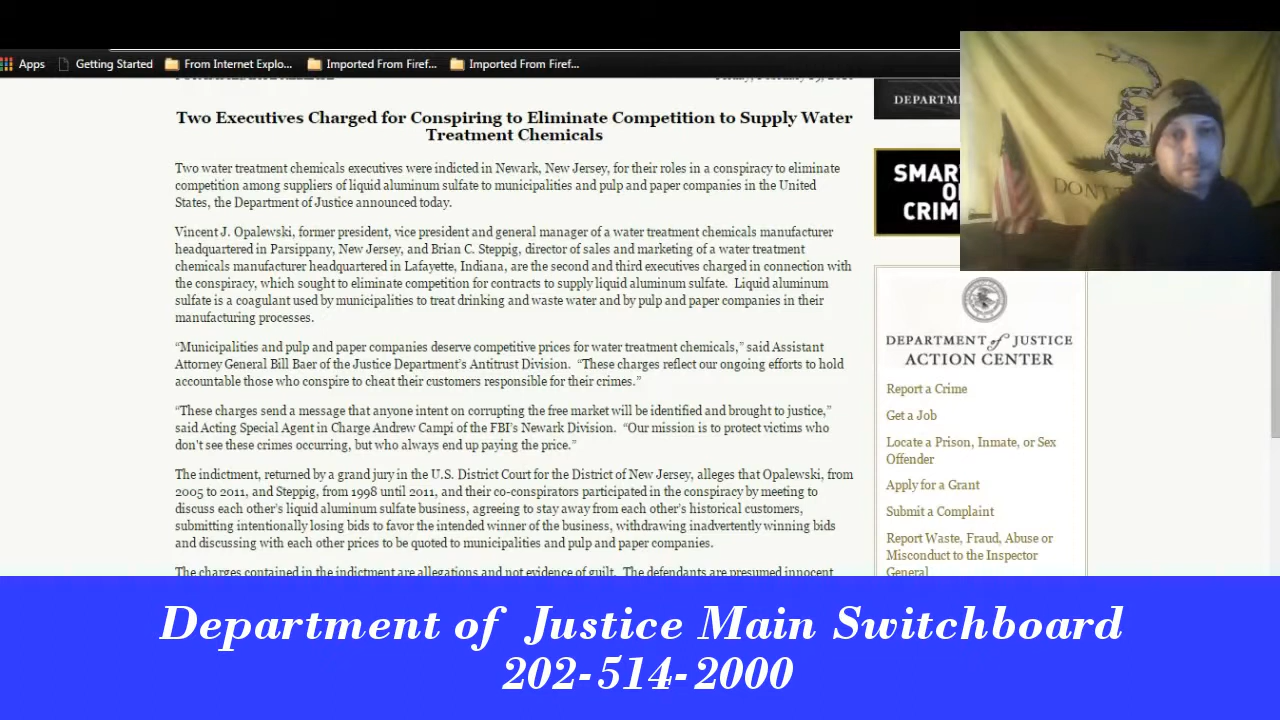 Apps Getting Started From Internet Explo... Imported From Firef... Imported From Firef...
Two Executives Charged for Conspiring to Eliminate Competition to Supply Water
Treatment Chemicals
Two water treatment chemicals executives were indicted in Newark, New Jersey, for their roles in a conspiracy to eliminate
competition among suppliers of liquid aluminum sulfate to municipalities and pulp and paper companies in the United
States, the Department of Justice announced today.
Vincent J. Opalewski, former president, vice president and general manager of a water treatment chemicals manufacturer
headquartered in Parsippany, New Jersey, and Brian C. Steppig, director of sales and marketing of a water treatment
chemicals manufacturer headquartered in Lafayette, Indiana, are the second and third executives charged in connection with
the conspiracy, which sought to eliminate competition for contracts to supply liquid aluminum sulfate.  Liquid aluminum
sulfate is a coagulant used by municipalities to treat drinking and waste water and by pulp and paper companies in their
manufacturing processes.
“Municipalities and pulp and paper companies deserve competitive prices for water treatment chemicals,” said Assistant
Attorney General Bill Baer of the Justice Department’s Antitrust Division.  “These charges reflect our ongoing efforts to hold
accountable those who conspire to cheat their customers responsible for their crimes.”
“These charges send a message that anyone intent on corrupting the free market will be identified and brought to justice,”
said Acting Special Agent in Charge Andrew Campi of the FBI’s Newark Division.  “Our mission is to protect victims who
don't see these crimes occurring, but who always end up paying the price.”
The indictment, returned by a grand jury in the U.S. District Court for the District of New Jersey, alleges that Opalewski, from
2005 to 2011, and Steppig, from 1998 until 2011, and their co-conspirators participated in the conspiracy by meeting to
discuss each other’s liquid aluminum sulfate business, agreeing to stay away from each other’s historical customers,
submitting intentionally losing bids to favor the intended winner of the business, withdrawing inadvertently winning bids
and discussing with each other prices to be quoted to municipalities and pulp and paper companies.
The charges contained in the indictment are allegations and not evidence of guilt.  The defendants are presumed innocent
DEPARTM
SMAR
O
CRIM
DON'T
DEPARTMENT of JUSTICE
ACTION CENTER
Report a Crime
Get a Job
Locate a Prison, Inmate, or Sex
Offender
Apply for a Grant
Submit a Complaint
Report Waste, Fraud, Abuse or
Misconduct to the Inspector
General
Department of Justice Main Switchboard
202-514-2000